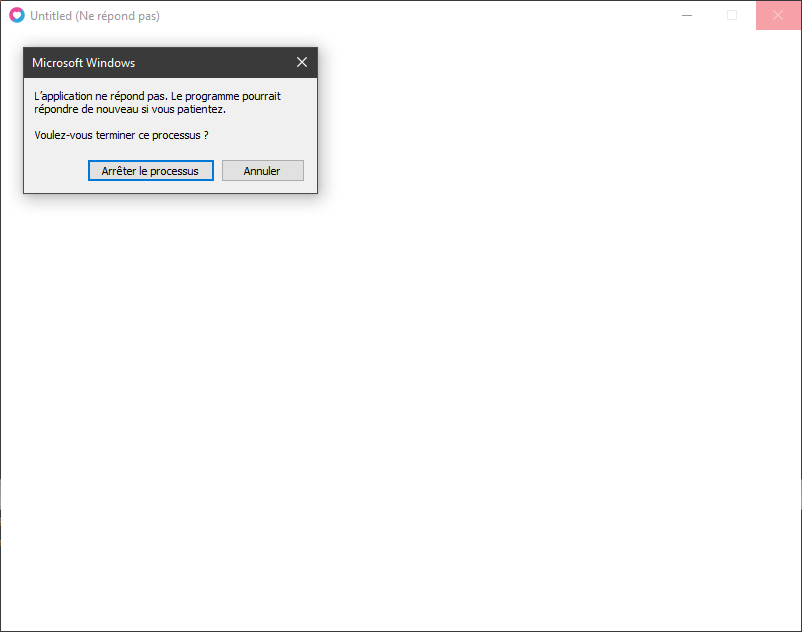 Untitled (Ne répond pas)
Microsoft Windows
L'application ne répond pas. Le programme pourrait
répondre de nouveau si vous patientez.
Voulez-vous terminer ce processus ?
Arrêter le processus
Annuler